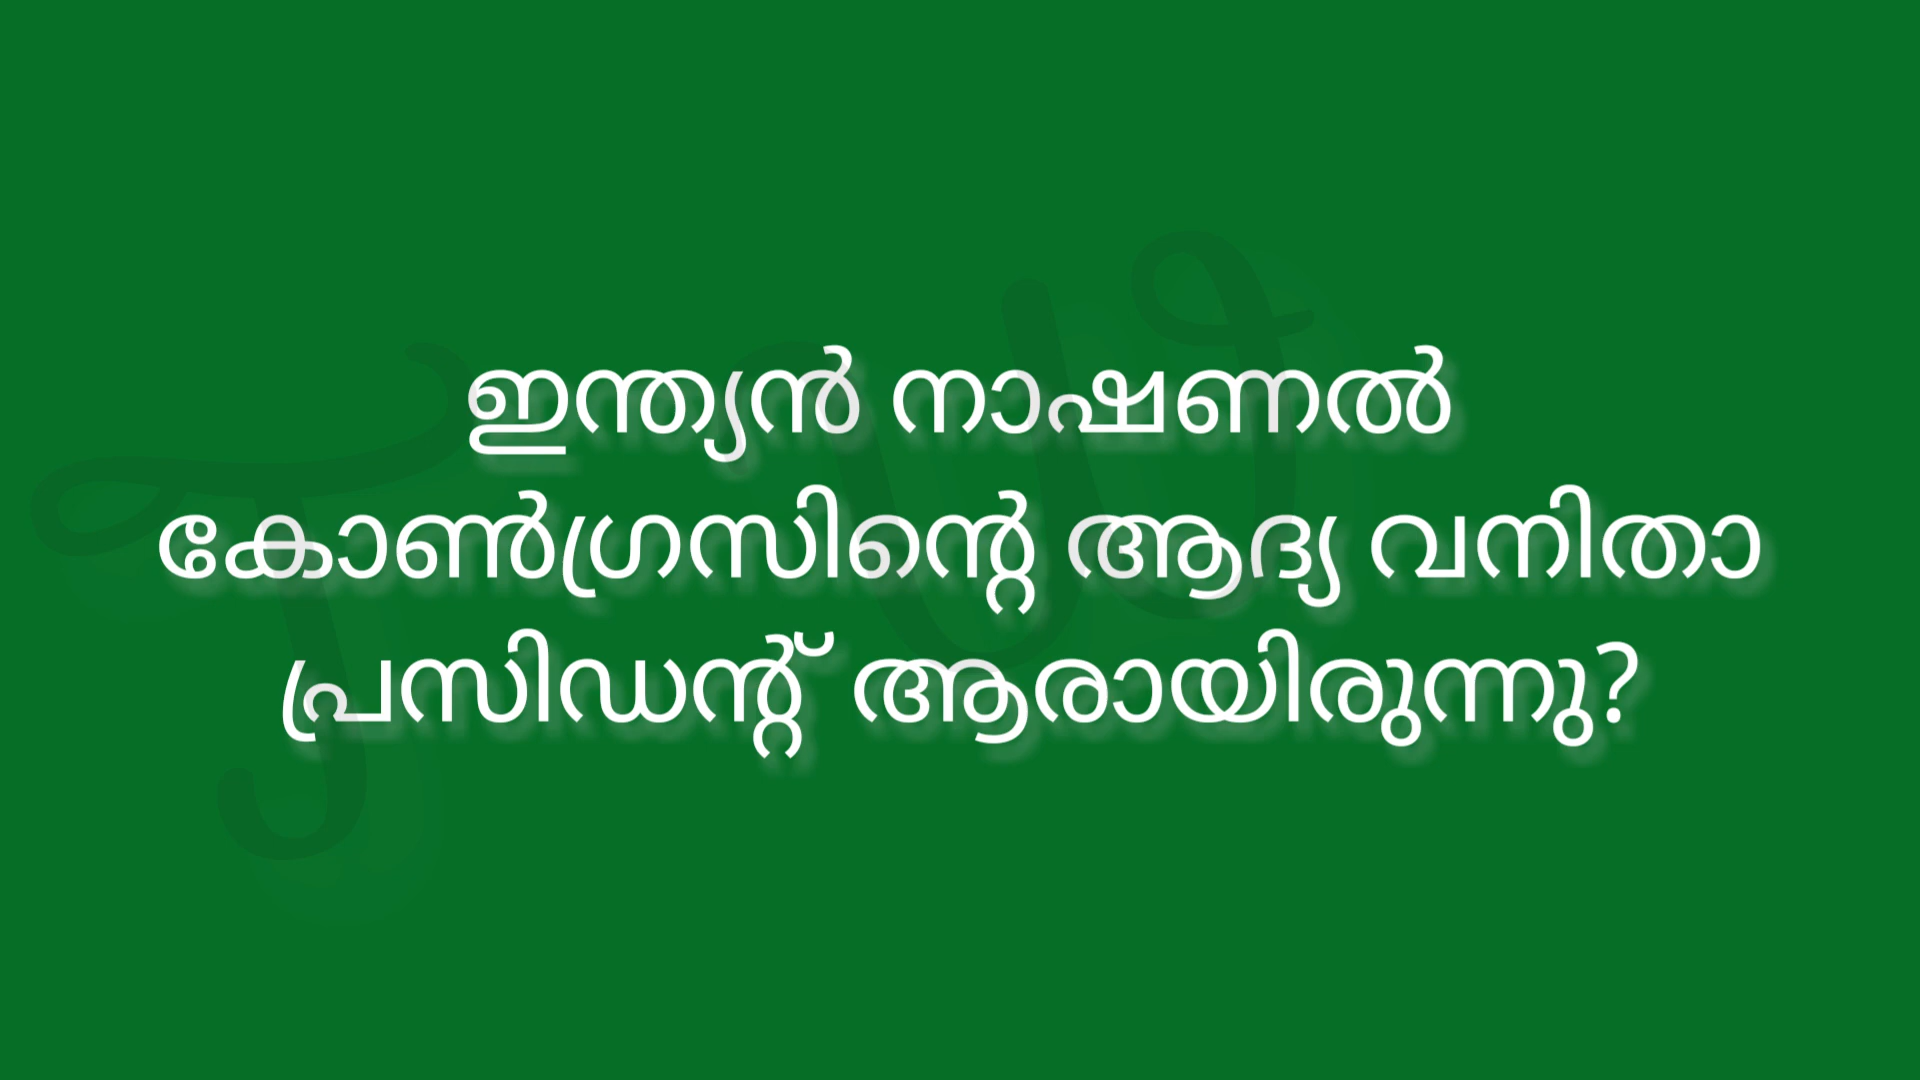 ഇന്ത്യൻ നാഷണൽ
കോൺഗ്രസിന്റെ ആദ്യ വനിതാ
പ്രസിഡന്റ് ആരായിരുന്നു?